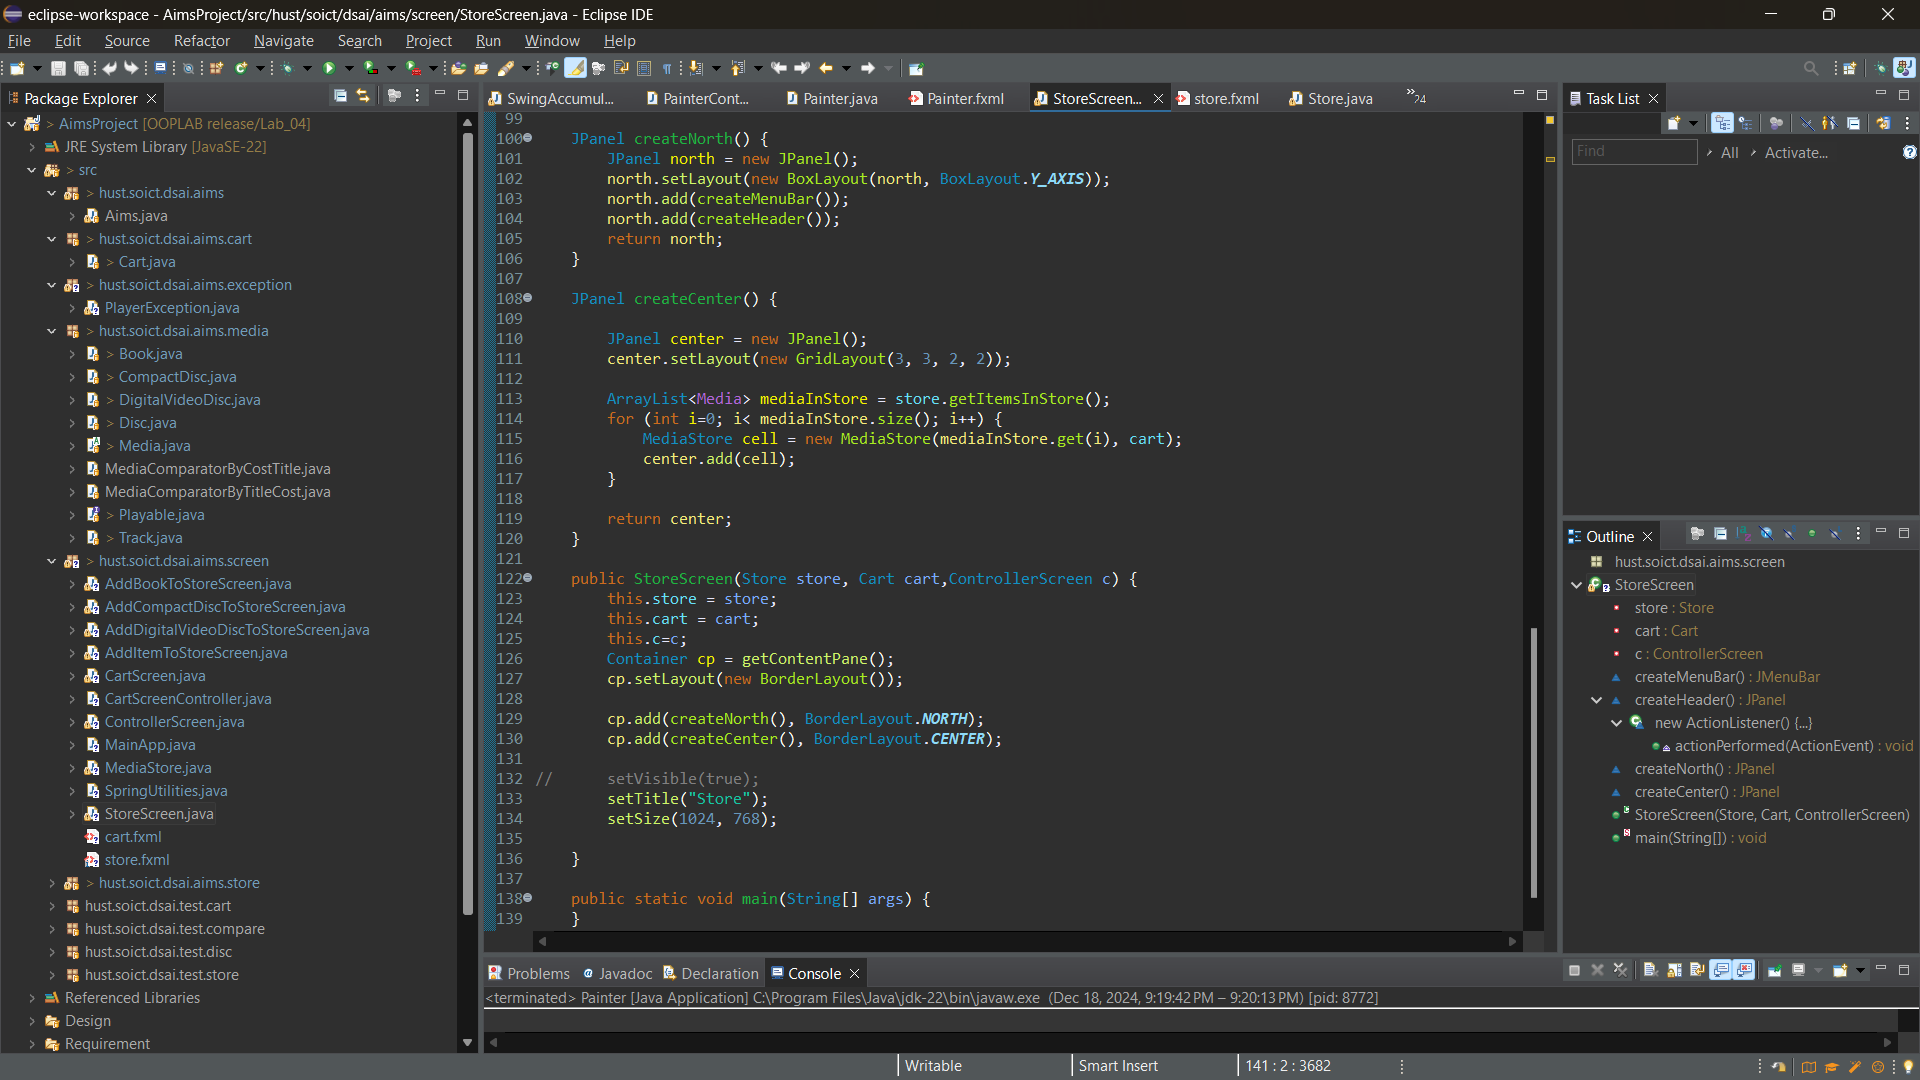 eclipse-workspace - AimsProject/src/hust/soict/dsai/aims/screen/StoreScreen.java - Eclipse IDE
File Edit Source Refactor Navigate Search Project Run Window Help
Package Explorer
> AimsProject [OOPLAB release/Lab_04]
JRE System Library [JavaSE-22]
> src
> hust.soict.dsai.aims
Aims.java
> hust.soict.dsai.aims.cart
> Cart.java
> hust.soict.dsai.aims.exception
PlayerException.java
> hust.soict.dsai.aims.media
> Book.java
> CompactDisc.java
> DigitalVideoDisc.java
> Disc.java
> Media.java
MediaComparatorByCostTitle.java
MediaComparatorByTitleCost.java
> Playable.java
> Track.java
> hust.soict.dsai.aims.screen
AddBookToStoreScreen.java
AddCompactDiscToStoreScreen.java
AddDigitalVideoDiscToStoreScreen.java
AddItemToStoreScreen.java
CartScreen.java
CartScreenController.java
ControllerScreen.java
MainApp.java
MediaStore.java
SpringUtilities.java
StoreScreen.java
cart.fxml
store.fxml
> hust.soict.dsai.aims.store
hust.soict.dsai.test.cart
hust.soict.dsai.test.compare
hust.soict.dsai.test.disc
hust.soict.dsai.test.store
Referenced Libraries
Design
Requirement
SwingAccumul... PainterCont... Painter.java Painter.fxml StoreScreen... store.fxml Store.java »24
99
100 JPanel createNorth() {
101 JPanel north = new JPanel();
102 north.setLayout(new BoxLayout(north, BoxLayout.Y_AXIS));
103 north.add(createMenuBar());
104 north.add(createHeader());
105 return north;
106 }
107
108 JPanel createCenter() {
109
110 JPanel center = new JPanel();
111 center.setLayout(new GridLayout(3, 3, 2, 2));
112
113 ArrayList<Media> mediaInStore = store.getItemsInStore();
114 for (int i=0; i< mediaInStore.size(); i++) {
115 MediaStore cell = new MediaStore(mediaInStore.get(i), cart);
116 center.add(cell);
117 }
118
119 return center;
120 }
121
122 public StoreScreen(Store store, Cart cart,ControllerScreen c) {
123 this.store = store;
124 this.cart = cart;
125 this.c=c;
126 Container cp = getContentPane();
127 cp.setLayout(new BorderLayout());
128
129 cp.add(createNorth(), BorderLayout.NORTH);
130 cp.add(createCenter(), BorderLayout.CENTER);
131
132 // setVisible(true);
133 setTitle("Store");
134 setSize(1024, 768);
135
136 }
137
138 public static void main(String[] args) {
139 }
Task List
Find All Activate...
Outline
hust.soict.dsai.aims.screen
StoreScreen
store : Store
cart : Cart
c : ControllerScreen
createMenuBar() : JMenuBar
createHeader() : JPanel
new ActionListener() {...}
actionPerformed(ActionEvent) : void
createNorth() : JPanel
createCenter() : JPanel
StoreScreen(Store, Cart, ControllerScreen)
main(String[]) : void
Problems Javadoc Declaration Console
<terminated> Painter [Java Application] C:\Program Files\Java\jdk-22\bin\javaw.exe (Dec 18, 2024, 9:19:42 PM – 9:20:13 PM) [pid: 8772]
Writable Smart Insert 141 : 2 : 3682